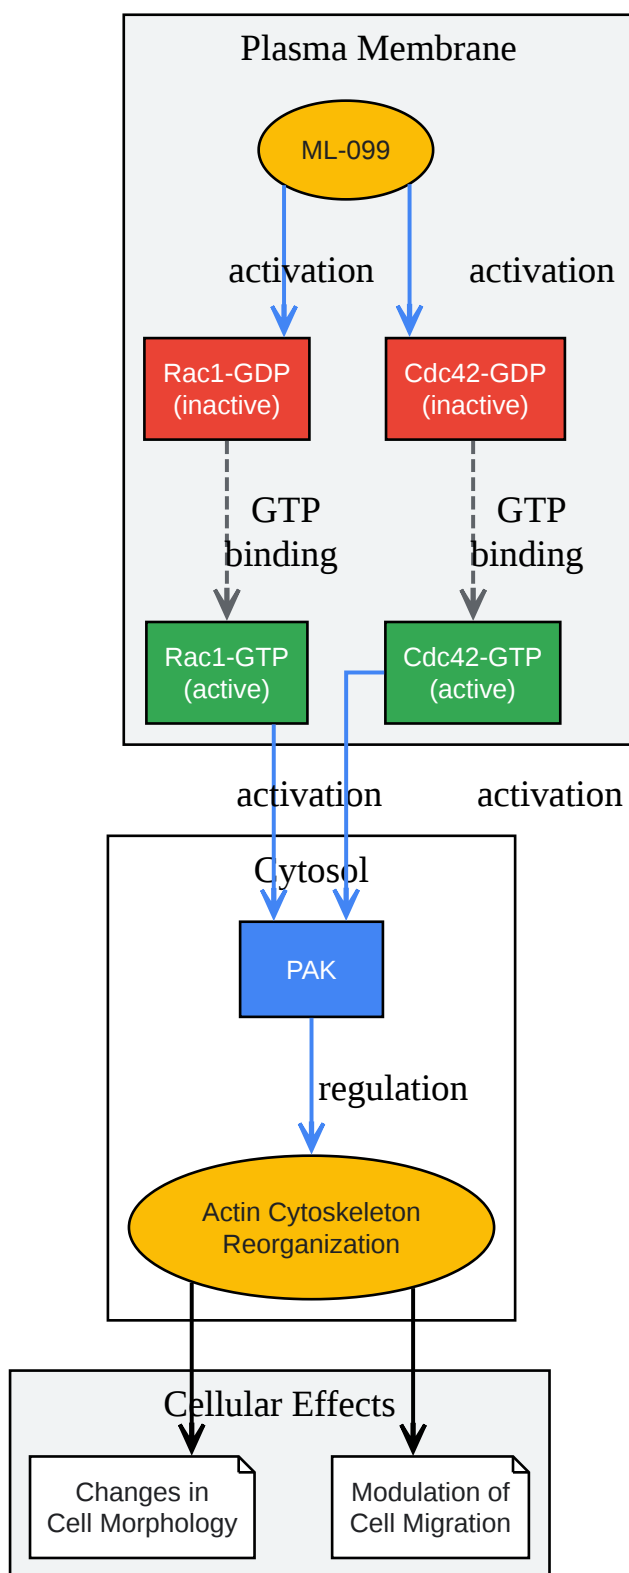 Plasma Membrane
ML-099
activation
activation
Rac1-GDP
(inactive)
Cdc42-GDP
(inactive)
GTP
binding
GTP
binding
Rac1-GTP
(active)
Cdc42-GTP
(active)
activation
activation
Cytosol
PAK
regulation
Actin Cytoskeleton
Reorganization
Cellular Effects
Changes in
Cell Morphology
Modulation of
Cell Migration